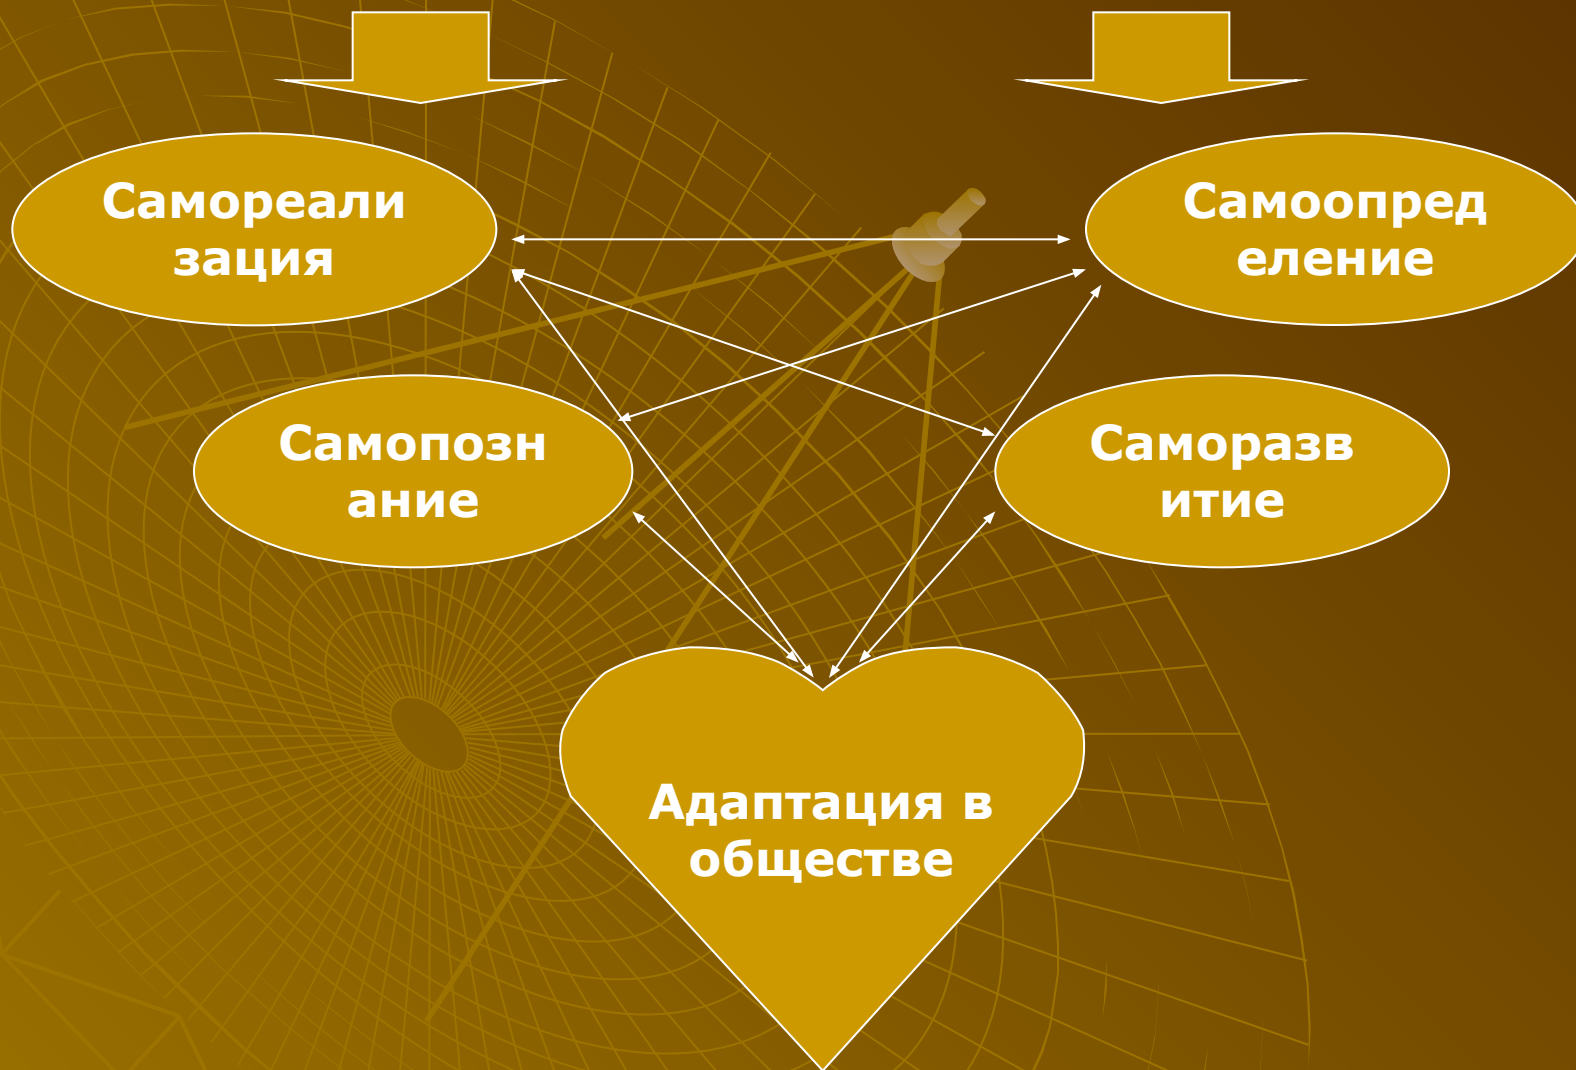 Самореали
зация
Самоопред
еление
Самопозн
ание
Саморазв
итие
Адаптация в
обществе